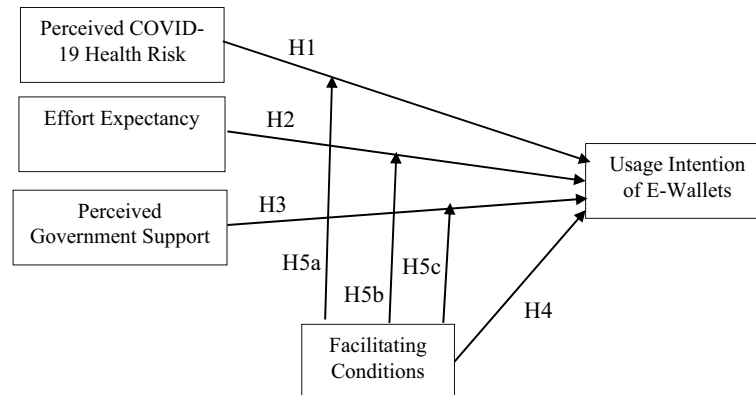 Perceived COVID-
19 Health Risk
H1
Effort Expectancy
H2
Usage Intention
of E-Wallets
Perceived
Government Support
H3
H5a
H5b
H5c
H4
Facilitating
Conditions